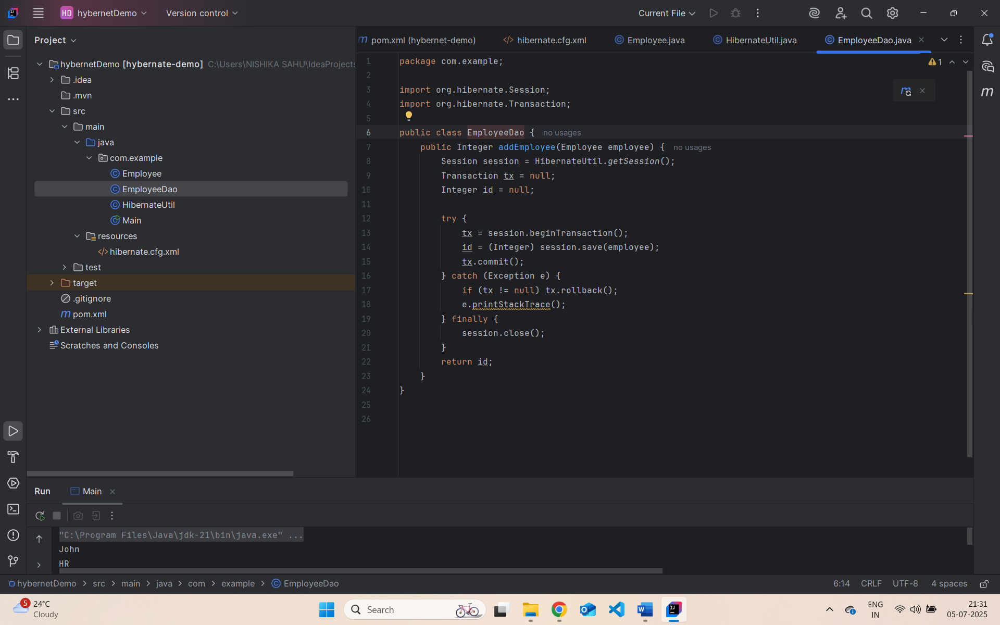 HD hybernetDemo
Version control
Current File
Project
pom.xml (hybernet-demo)
hibernate.cfg.xml
Employee.java
HibernateUtil.java
EmployeeDao.java
hybernetDemo [hybernate-demo] C:\Users\NISHIKA SAHU\IdeaProjects
.idea
.mvn
src
main
java
com.example
Employee
EmployeeDao
HibernateUtil
Main
resources
hibernate.cfg.xml
test
target
.gitignore
pom.xml
External Libraries
Scratches and Consoles
1 package com.example;
2
3 import org.hibernate.Session;
4 import org.hibernate.Transaction;
5
6 public class EmployeeDao { no usages
7 public Integer addEmployee(Employee employee) { no usages
8 Session session = HibernateUtil.getSession();
9 Transaction tx = null;
10 Integer id = null;
11
12 try {
13 tx = session.beginTransaction();
14 id = (Integer) session.save(employee);
15 tx.commit();
16 } catch (Exception e) {
17 if (tx != null) tx.rollback();
18 e.printStackTrace();
19 } finally {
20 session.close();
21 }
22 return id;
23 }
24 }
25
26
1
Run
Main
"C:\Program Files\Java\jdk-21\bin\java.exe" ...
John
HR
hybernetDemo > src > main > java > com > example > EmployeeDao
6:14 CRLF UTF-8 4 spaces
5
24°C
Cloudy
Search
ENG
IN
21:31
05-07-2025